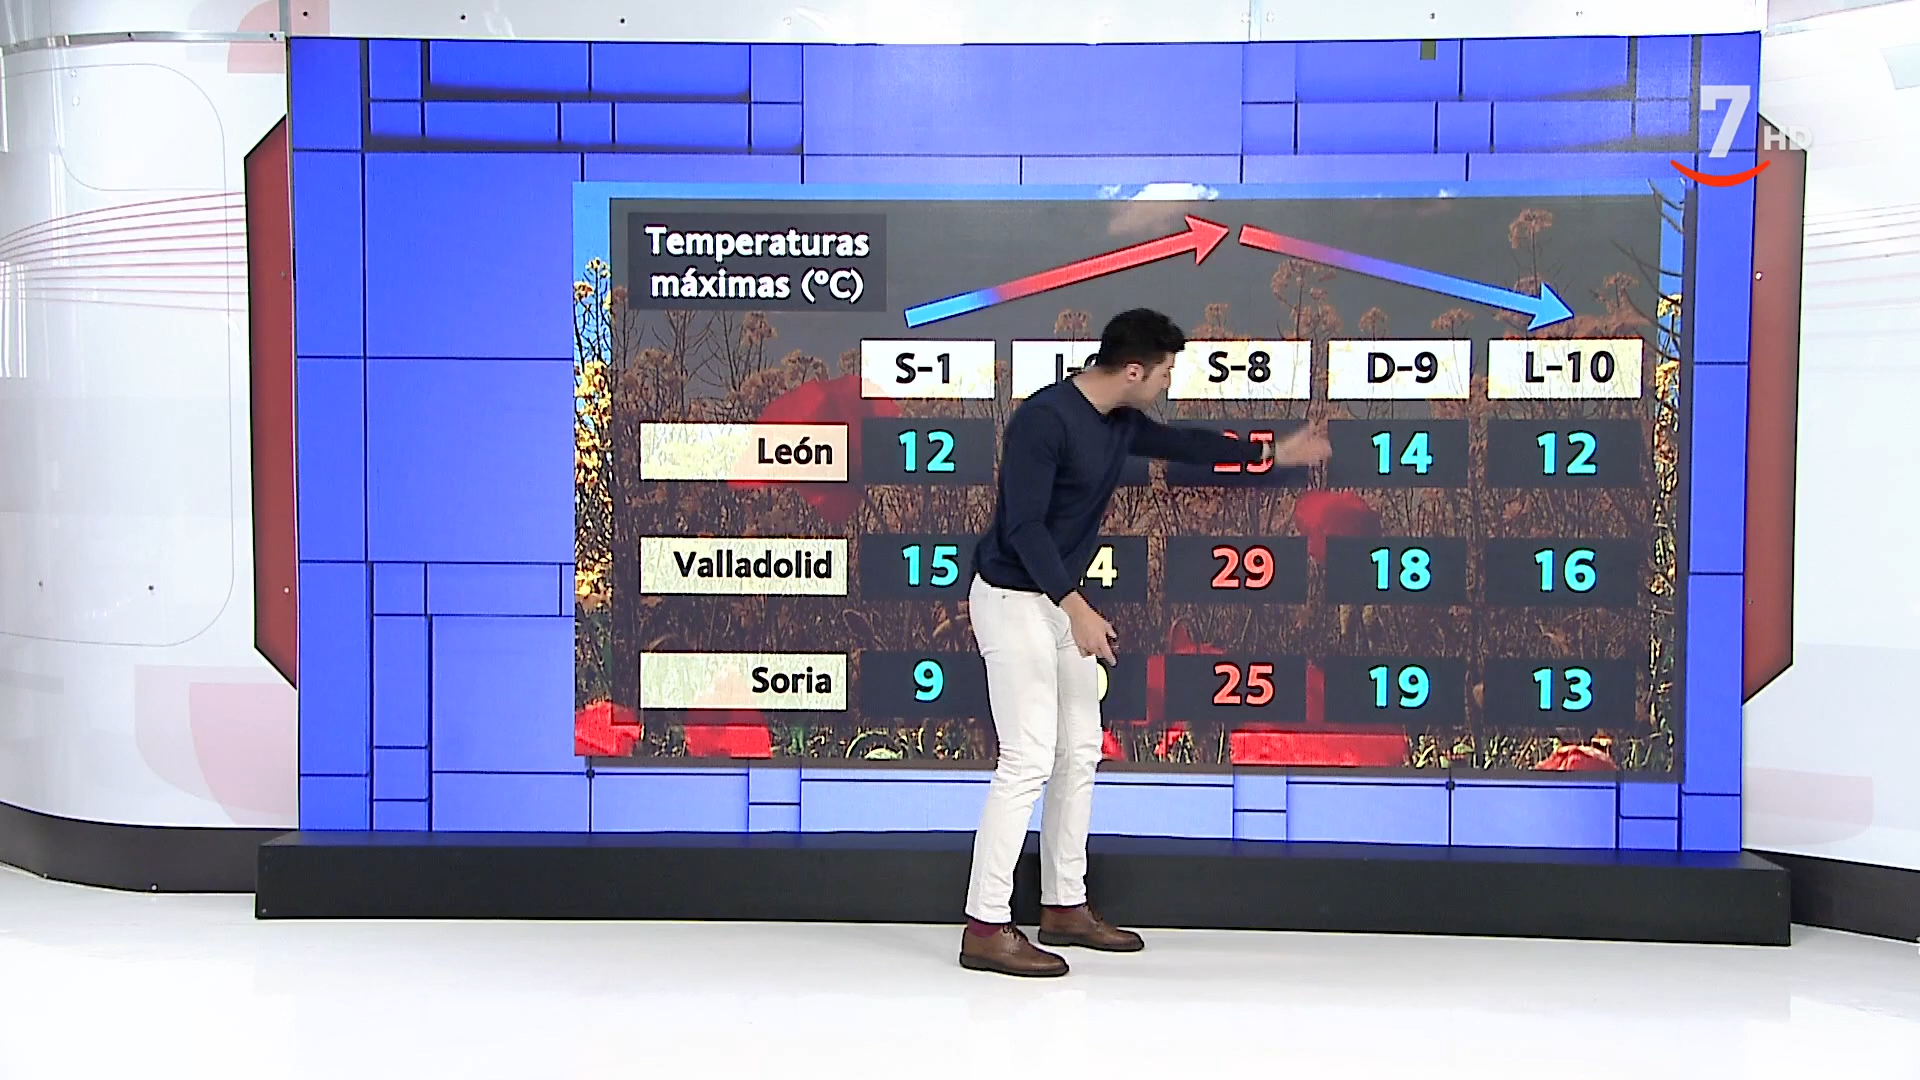 7 HD
Temperaturas
máximas (ºC)
S-1 S-8 D-9 L-10
León 12 25 14 12
Valladolid 15 29 18 16
Soria 9 25 19 13